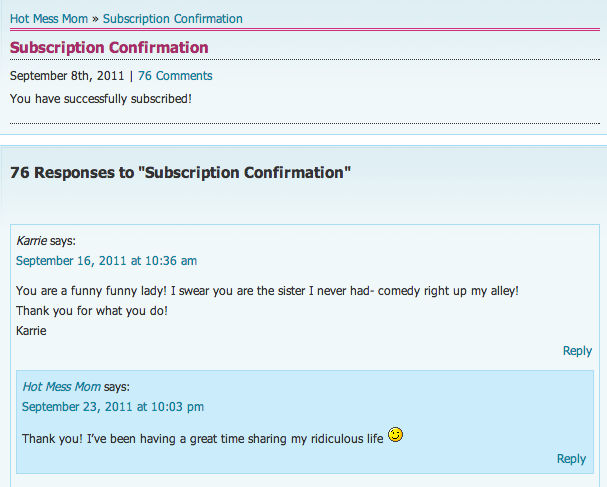 Hot Mess Mom » Subscription Confirmation
Subscription Confirmation
September 8th, 2011 | 76 Comments
You have successfully subscribed!
76 Responses to "Subscription Confirmation"
Karrie says:
September 16, 2011 at 10:36 am
You are a funny funny lady! I swear you are the sister I never had- comedy right up my alley!
Thank you for what you do!
Karrie
Reply
Hot Mess Mom says:
September 23, 2011 at 10:03 pm
Thank you! I've been having a great time sharing my ridiculous life
Reply